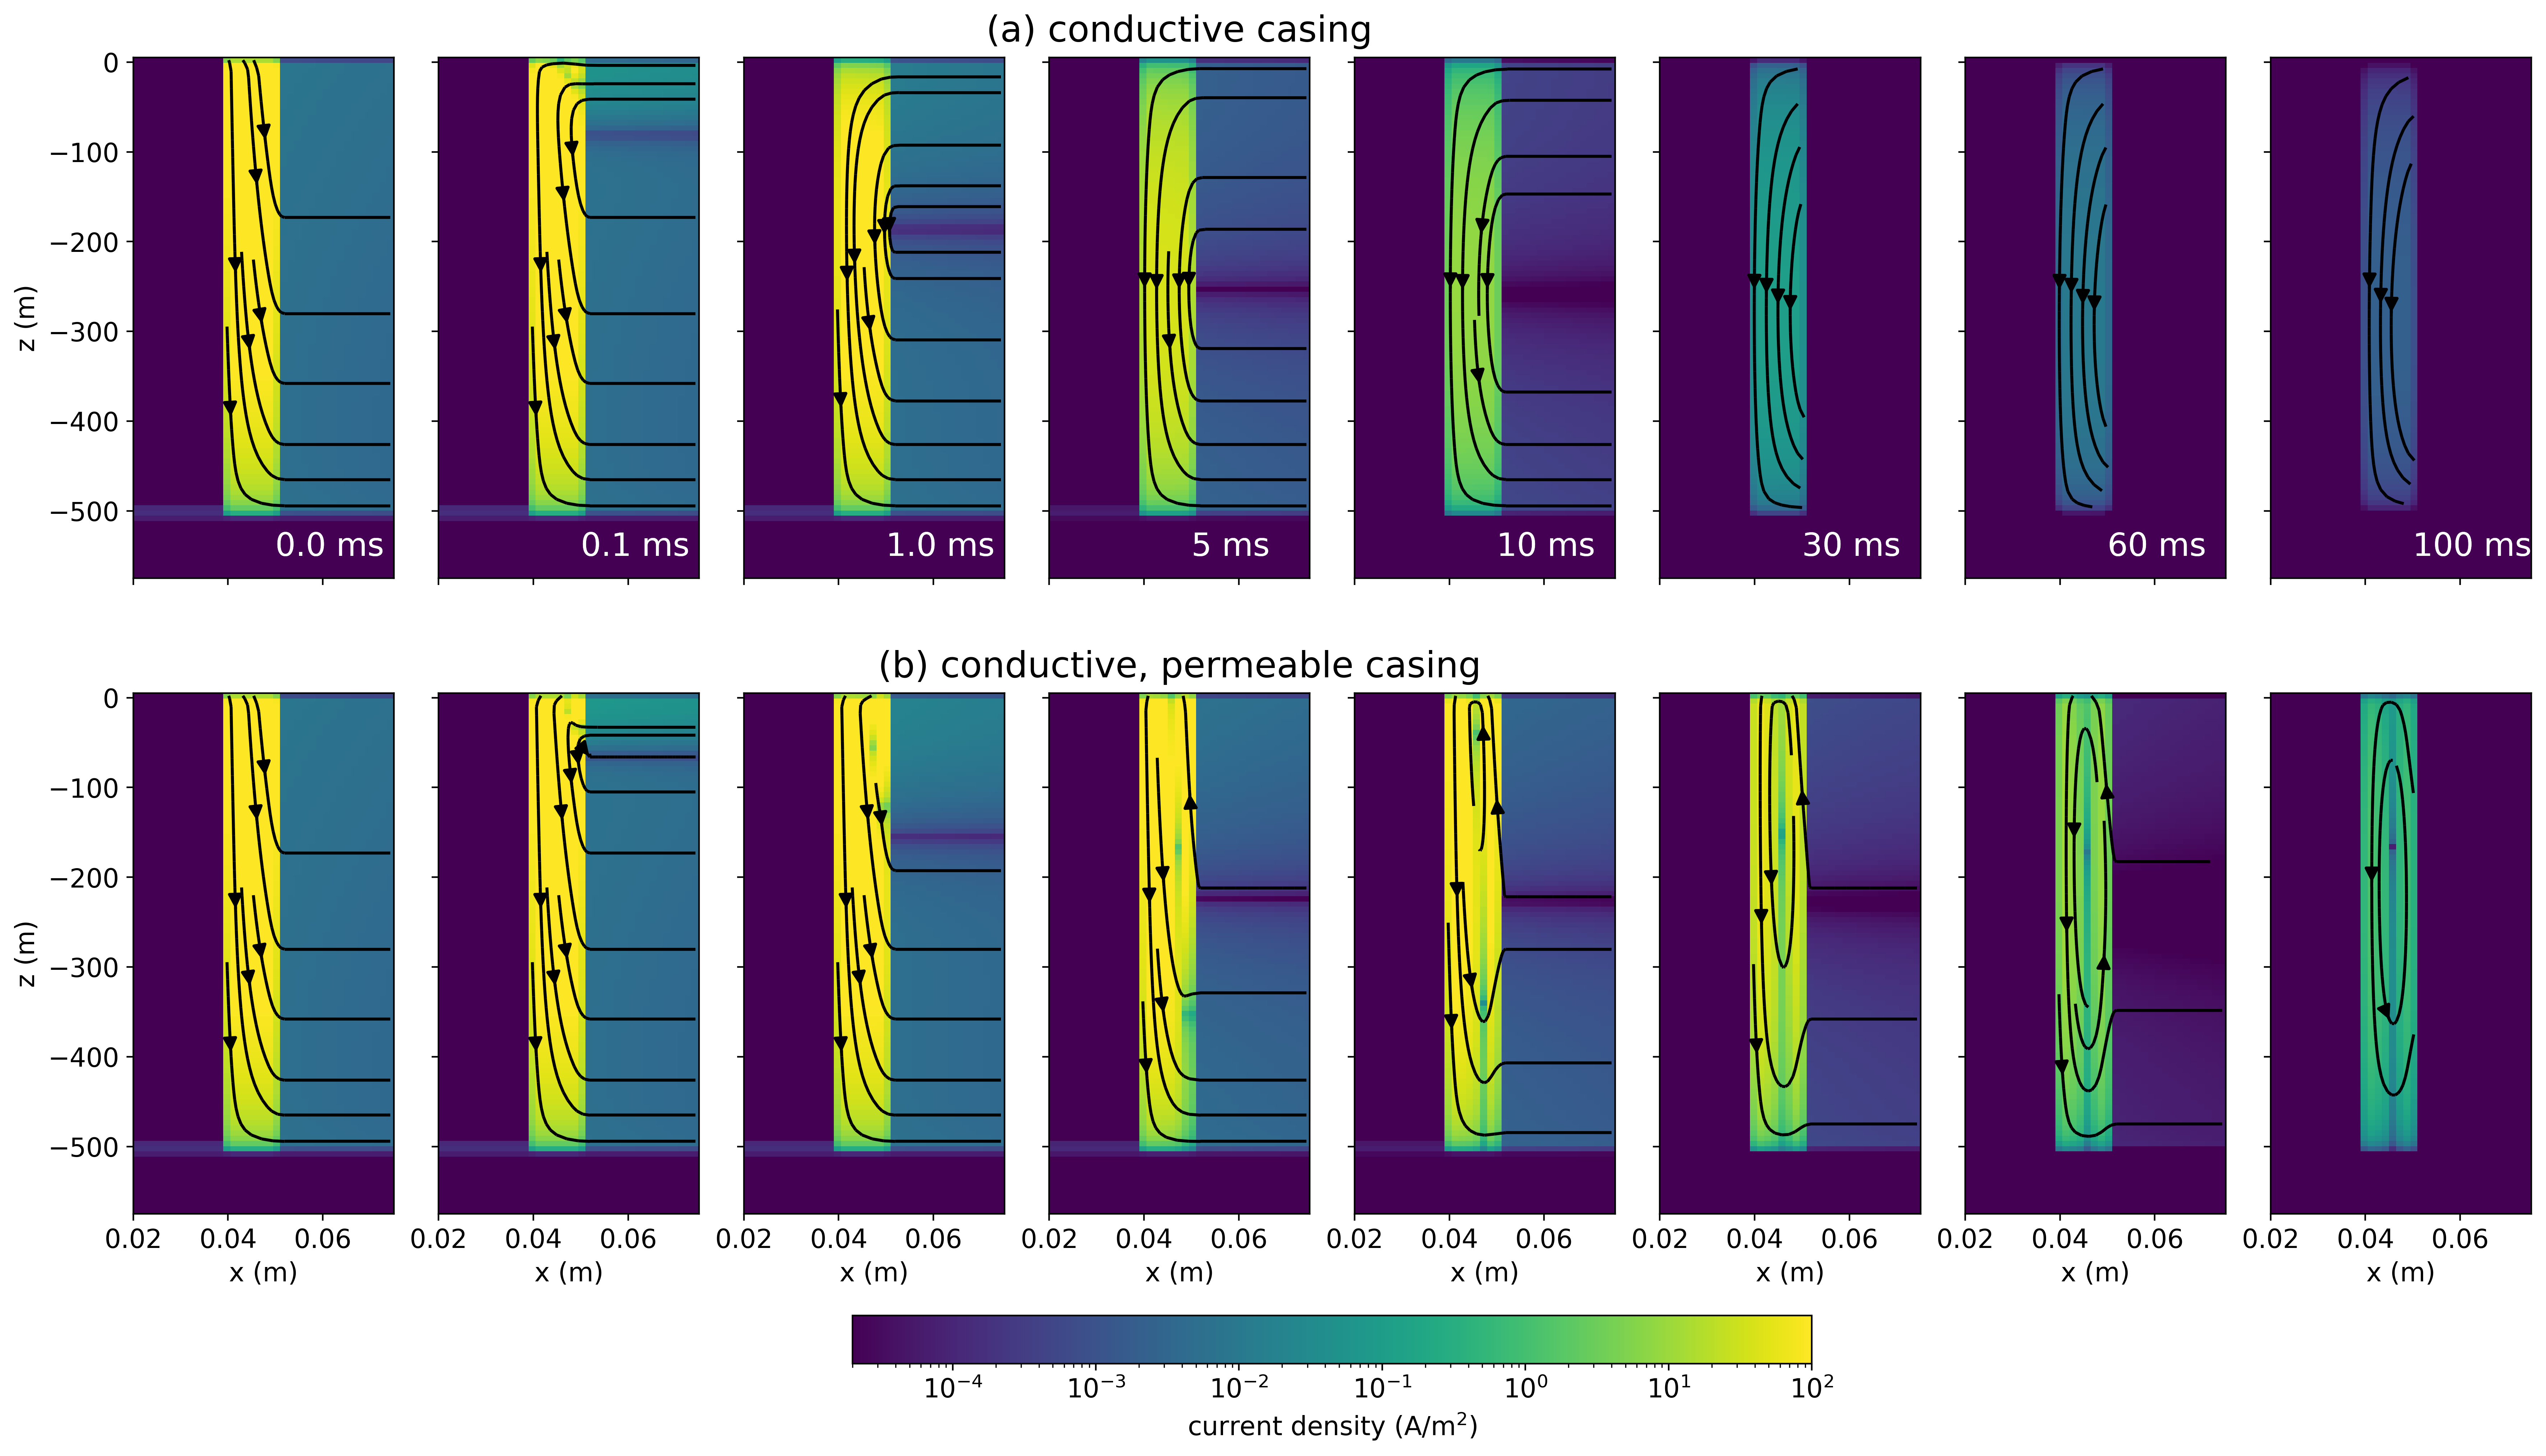 (a) conductive casing
0
−100
−200
−300
−400
−500
z (m)
0.0 ms
0.1 ms
1.0 ms
5 ms
10 ms
30 ms
60 ms
100 ms
(b) conductive, permeable casing
0
−100
−200
−300
−400
−500
z (m)
0.02 0.04 0.06
0.02 0.04 0.06
0.02 0.04 0.06
0.02 0.04 0.06
0.02 0.04 0.06
0.02 0.04 0.06
0.02 0.04 0.06
0.02 0.04 0.06
x (m)
x (m)
x (m)
x (m)
x (m)
x (m)
x (m)
x (m)
10⁻⁴ 10⁻³ 10⁻² 10⁻¹ 10⁰ 10¹ 10²
current density (A/m²)